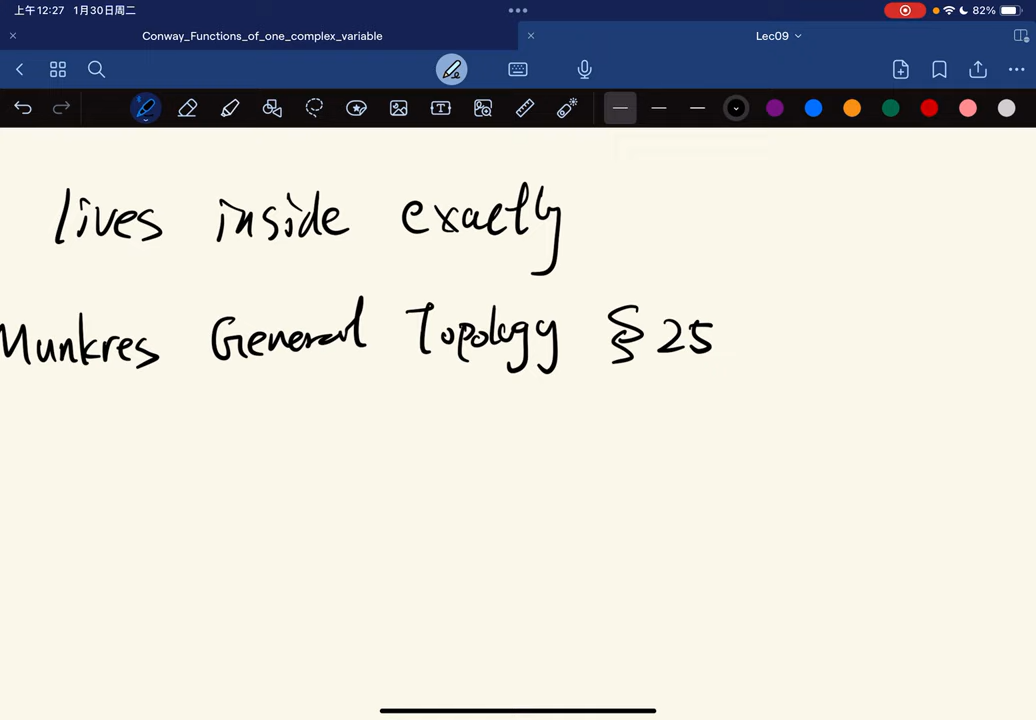 上午12:27 1月30日周二 82%
Conway_Functions_of_one_complex_variable Lec09
lives inside exactly
Munkres General Topology § 25